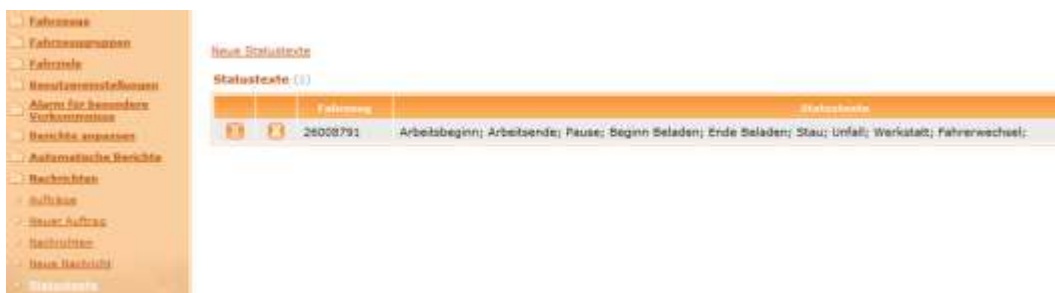 Fahrzeuge
Fahrzeuggruppen
Fahrziele
Benutzereinstellungen
Alarm für besondere
Vorkommnisse
Berichte anpassen
Automatische Berichte
Nachrichten
Aufträge
Neuer Auftrag
Nachrichten
Neue Nachricht
Statustexte
Neue Statustexte
Statustexte (1)
Fahrzeug Statustexte
26008791 Arbeitsbeginn; Arbeitsende; Pause; Beginn Beladen; Ende Beladen; Stau; Unfall; Werkstatt; Fahrerwechsel;